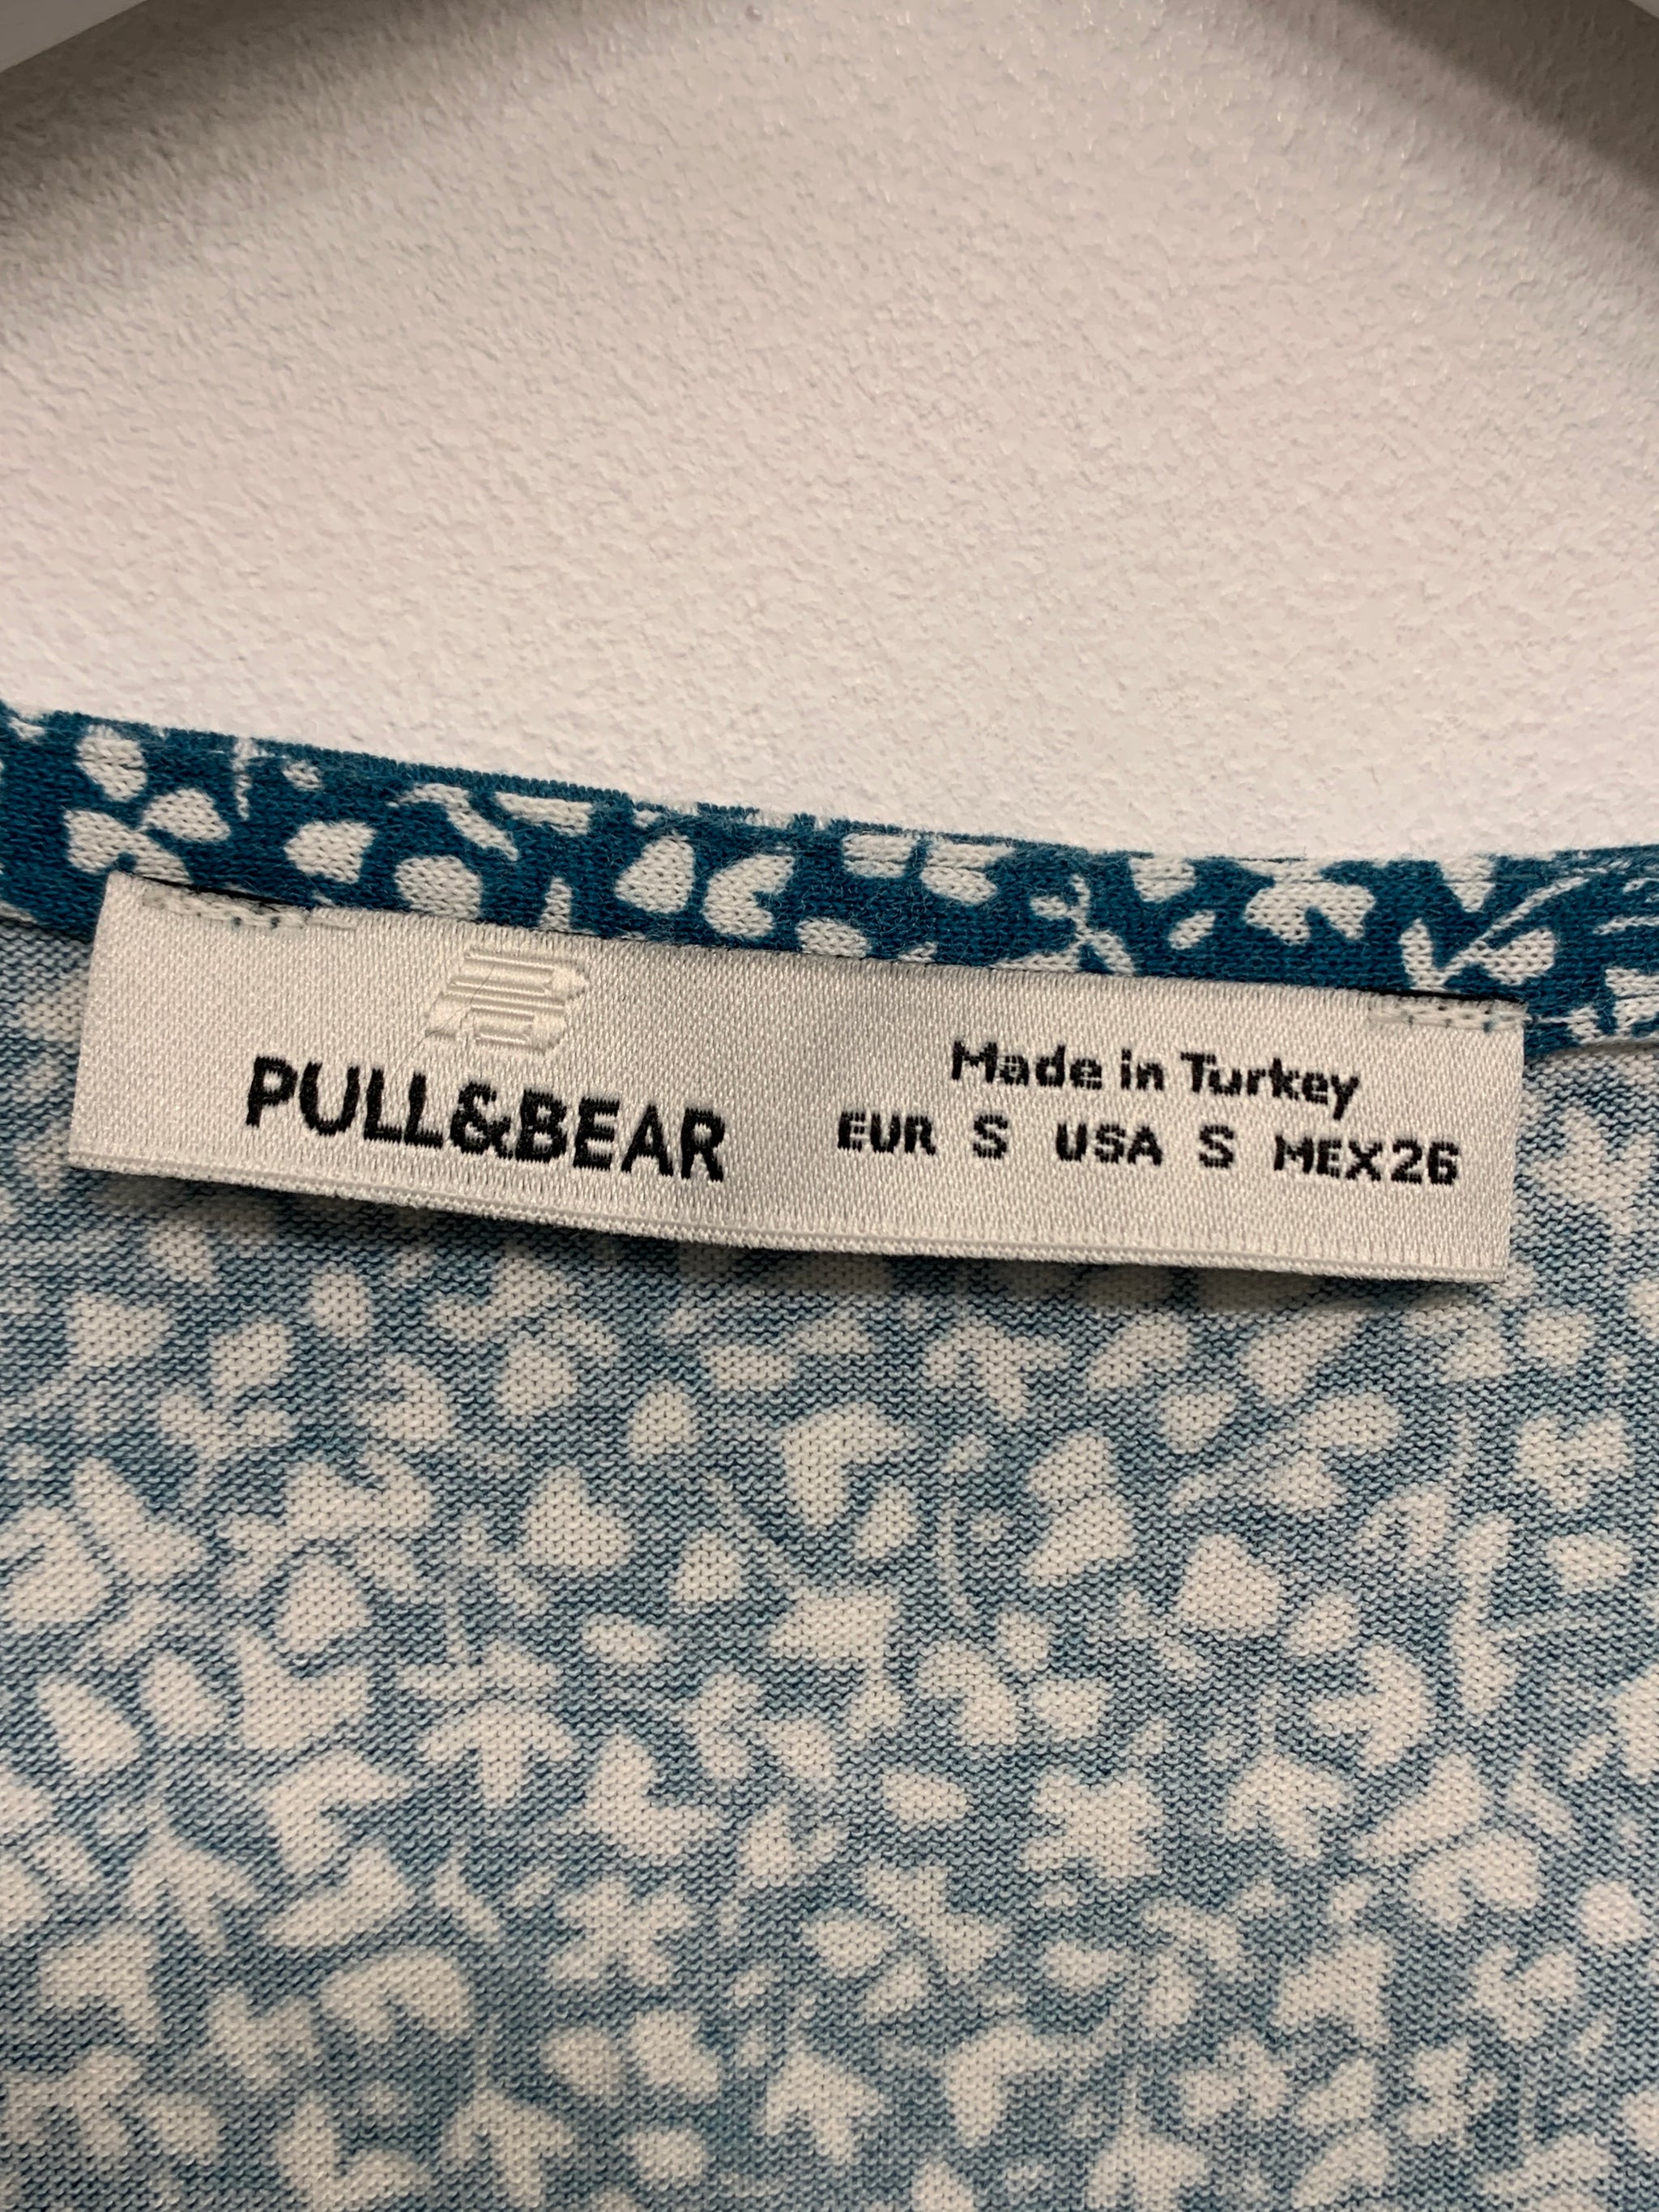 PULL&BEAR
Made in Turkey
EUR S USA S MEX26